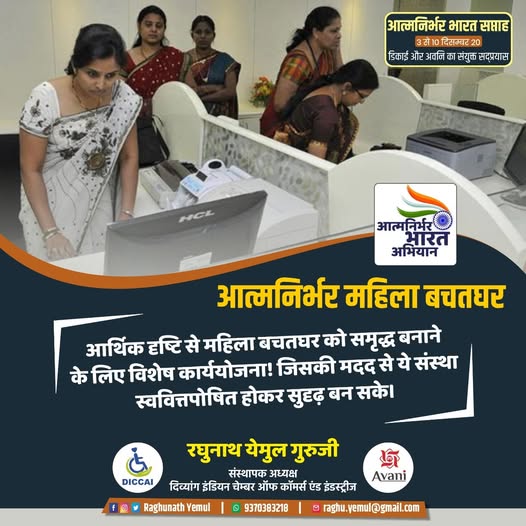 आत्मनिर्भर भारत सप्ताह
3 से 10 दिसम्बर 20
डिकाई और अवनि का संयुक्त सद्प्रयास
HCL
आत्मनिर्भर
भारत
अभियान
आत्मनिर्भर महिला बचतघर
आर्थिक दृष्टि से महिला बचतघर को समृद्ध बनाने
के लिए विशेष कार्ययोजना! जिसकी मदद से ये संस्था
स्ववित्तपोषित होकर सुदृढ़ बन सके।
रघुनाथ येमुल गुरुजी
संस्थापक अध्यक्ष
दिव्यांग इंडियन चेम्बर ऑफ कॉमर्स एंड इंडस्ट्रीज
DICCAI
Avani
Raghunath Yemul | 9370383218 | raghu.yemul@gmail.com